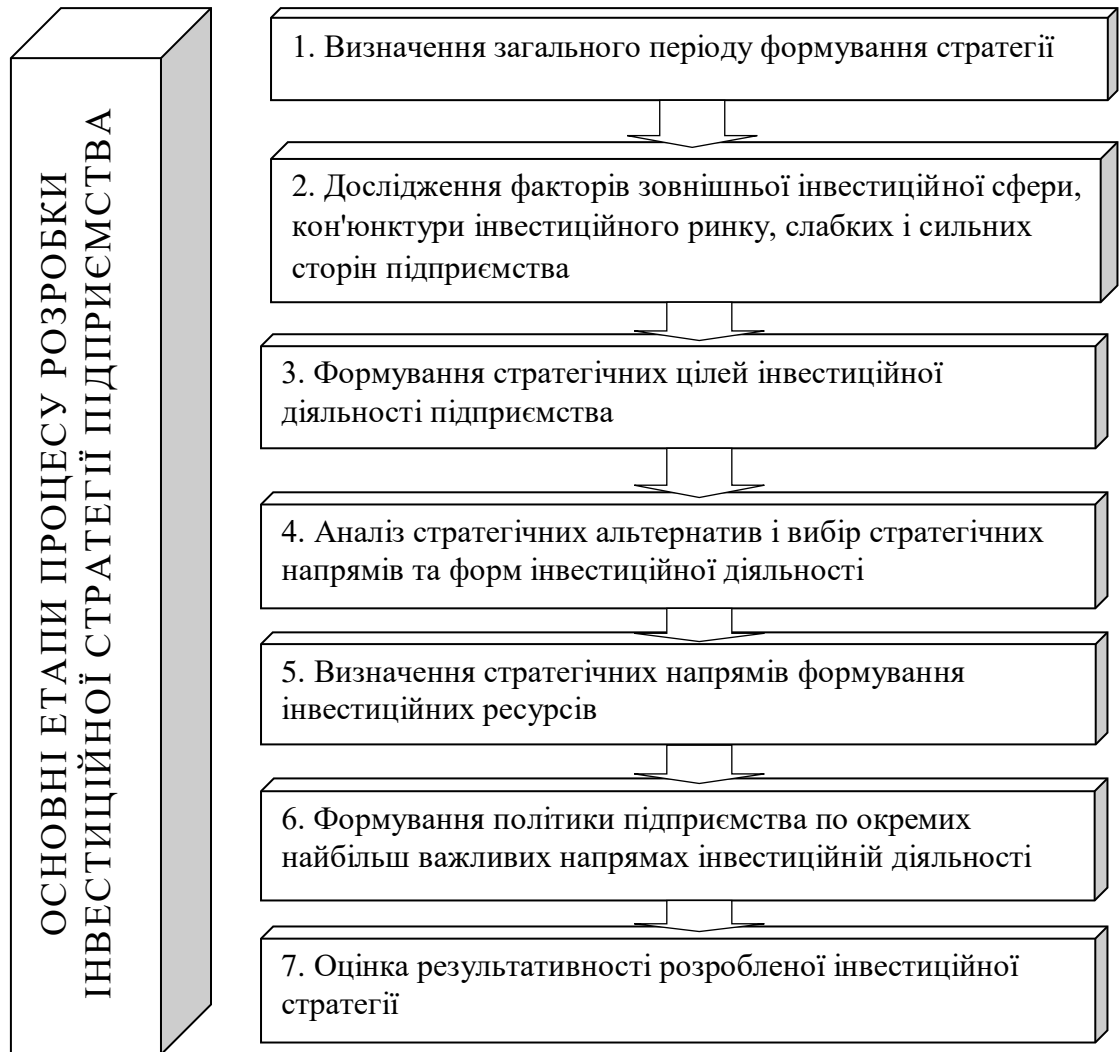 ОСНОВНІ ЕТАПИ ПРОЦЕСУ РОЗРОБКИ
ІНВЕСТИЦІЙНОЇ СТРАТЕГІЇ ПІДПРИЄМСТВА
1. Визначення загального періоду формування стратегії
2. Дослідження факторів зовнішньої інвестиційної сфери,
кон'юнктури інвестиційного ринку, слабких і сильних
сторін підприємства
3. Формування стратегічних цілей інвестиційної
діяльності підприємства
4. Аналіз стратегічних альтернатив і вибір стратегічних
напрямів та форм інвестиційної діяльності
5. Визначення стратегічних напрямів формування
інвестиційних ресурсів
6. Формування політики підприємства по окремих
найбільш важливих напрямах інвестиційній діяльності
7. Оцінка результативності розробленої інвестиційної
стратегії